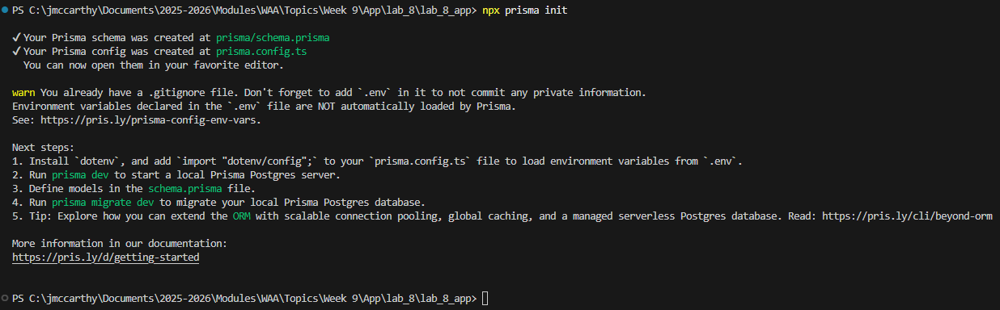 PS C:\jmccarthy\Documents\2025-2026\Modules\WAA\Topics\Week 9\App\lab_8\lab_8_app> npx prisma init
✓ Your Prisma schema was created at prisma/schema.prisma
✓ Your Prisma config was created at prisma.config.ts
You can now open them in your favorite editor.
warn You already have a .gitignore file. Don't forget to add `.env` in it to not commit any private information.
Environment variables declared in the `.env` file are NOT automatically loaded by Prisma.
See: https://pris.ly/prisma-config-env-vars.
Next steps:
1. Install `dotenv`, and add `import "dotenv/config";` to your `prisma.config.ts` file to load environment variables from `.env`.
2. Run prisma dev to start a local Prisma Postgres server.
3. Define models in the schema.prisma file.
4. Run prisma migrate dev to migrate your local Prisma Postgres database.
5. Tip: Explore how you can extend the ORM with scalable connection pooling, global caching, and a managed serverless Postgres database. Read: https://pris.ly/cli/beyond-orm
More information in our documentation:
https://pris.ly/d/getting-started
PS C:\jmccarthy\Documents\2025-2026\Modules\WAA\Topics\Week 9\App\lab_8\lab_8_app>